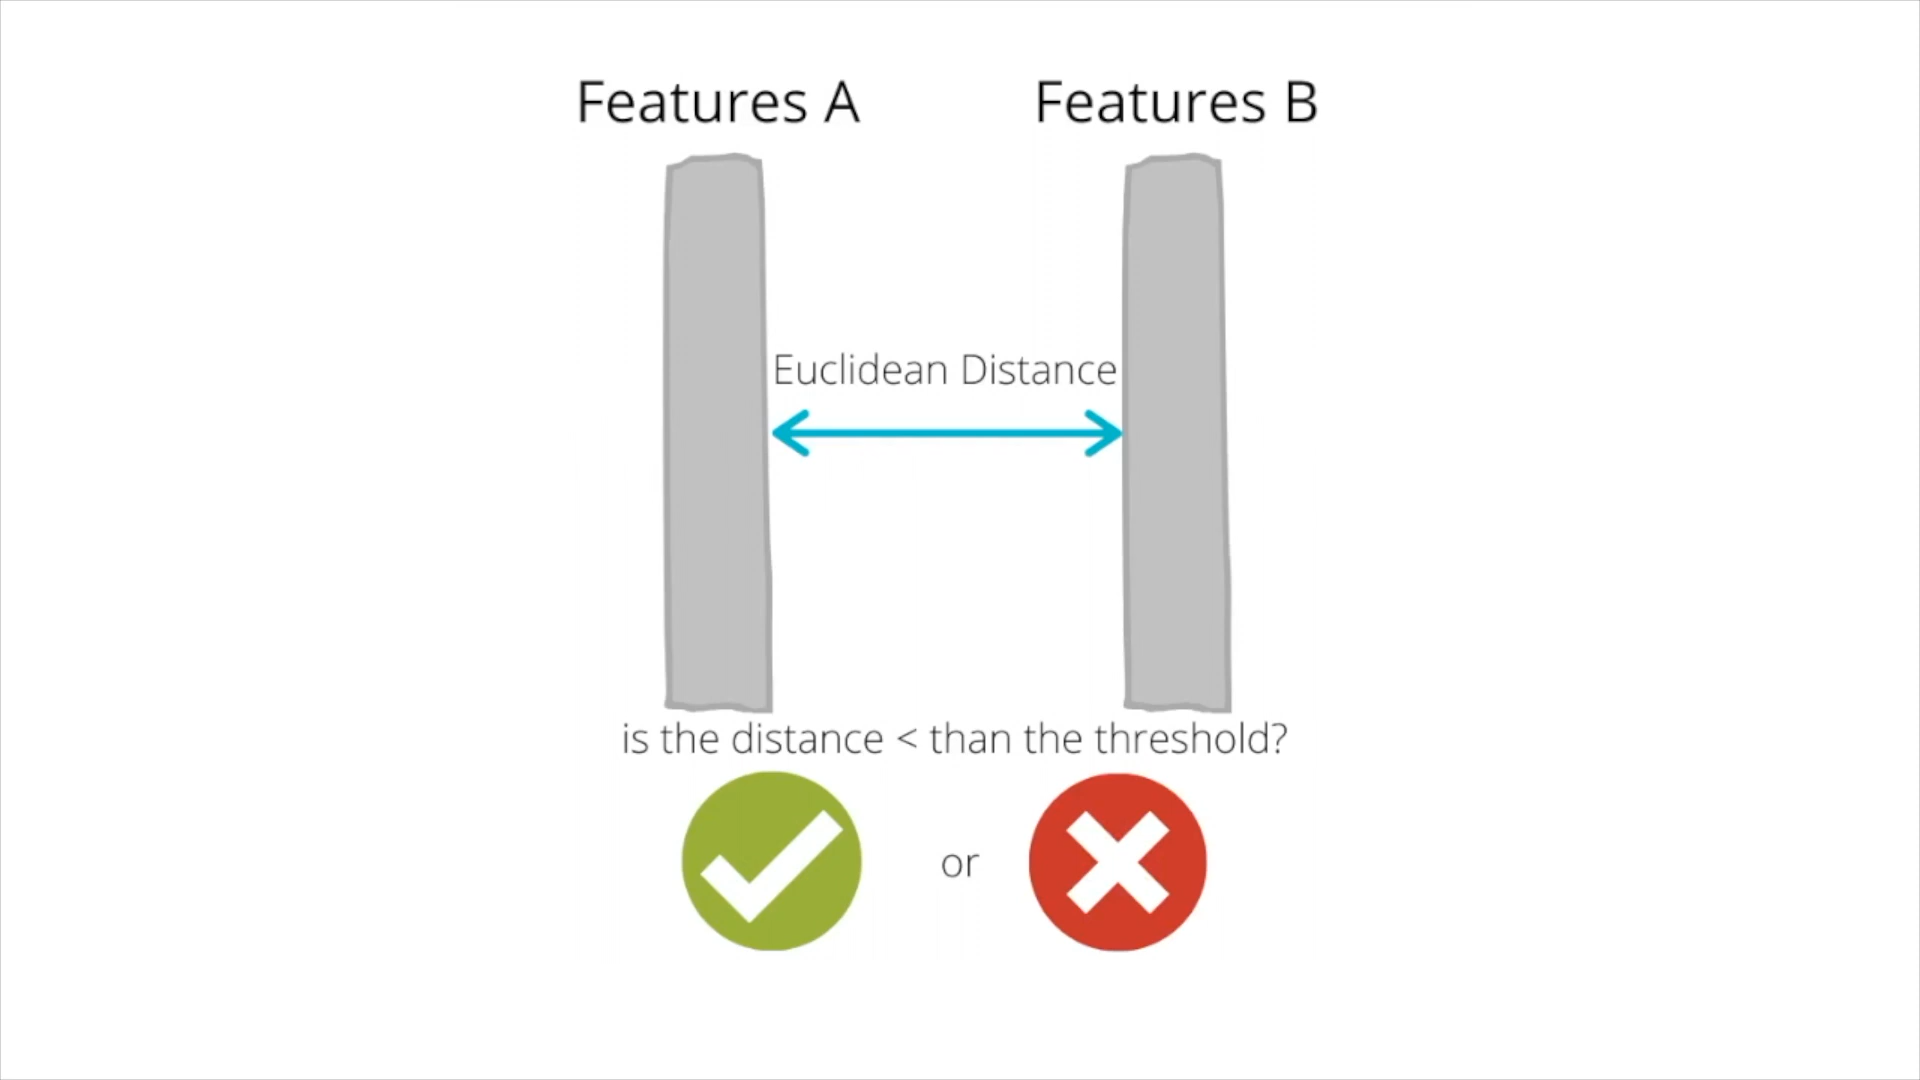 Features A
Features B
Euclidean Distance
is the distance < than the threshold?
or